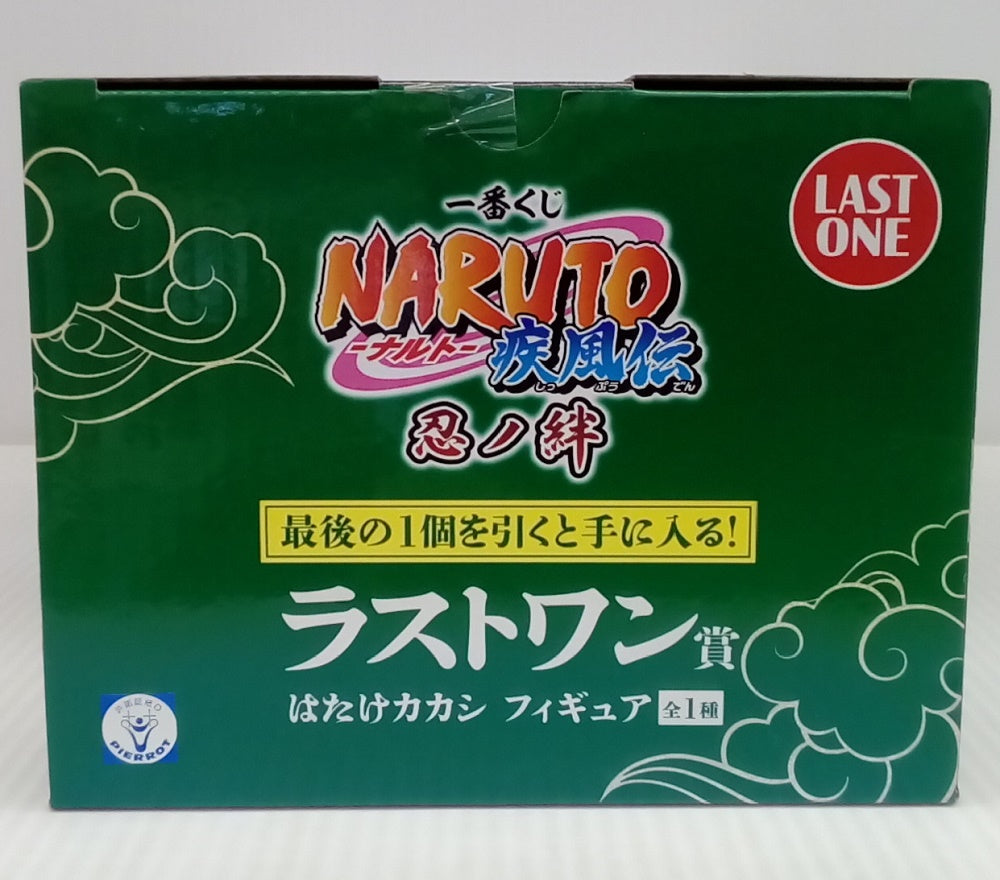 一番くじ
LAST
ONE
NARUTO
-ナルト-
疾風伝
しっ ぷう でん
忍ノ絆
最後の1個を引くと手に入る!
ラストワン賞
はたけカカシ フィギュア 全1種
PIERROT